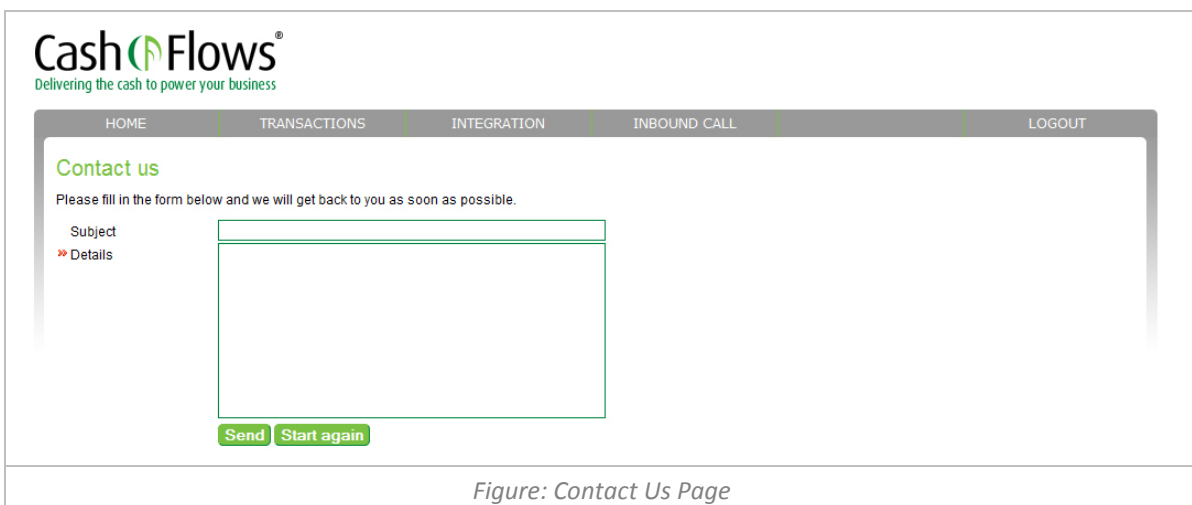 Cash Flows®
Delivering the cash to power your business
HOME TRANSACTIONS INTEGRATION INBOUND CALL LOGOUT
Contact us
Please fill in the form below and we will get back to you as soon as possible.
Subject
» Details
Send Start again
Figure: Contact Us Page